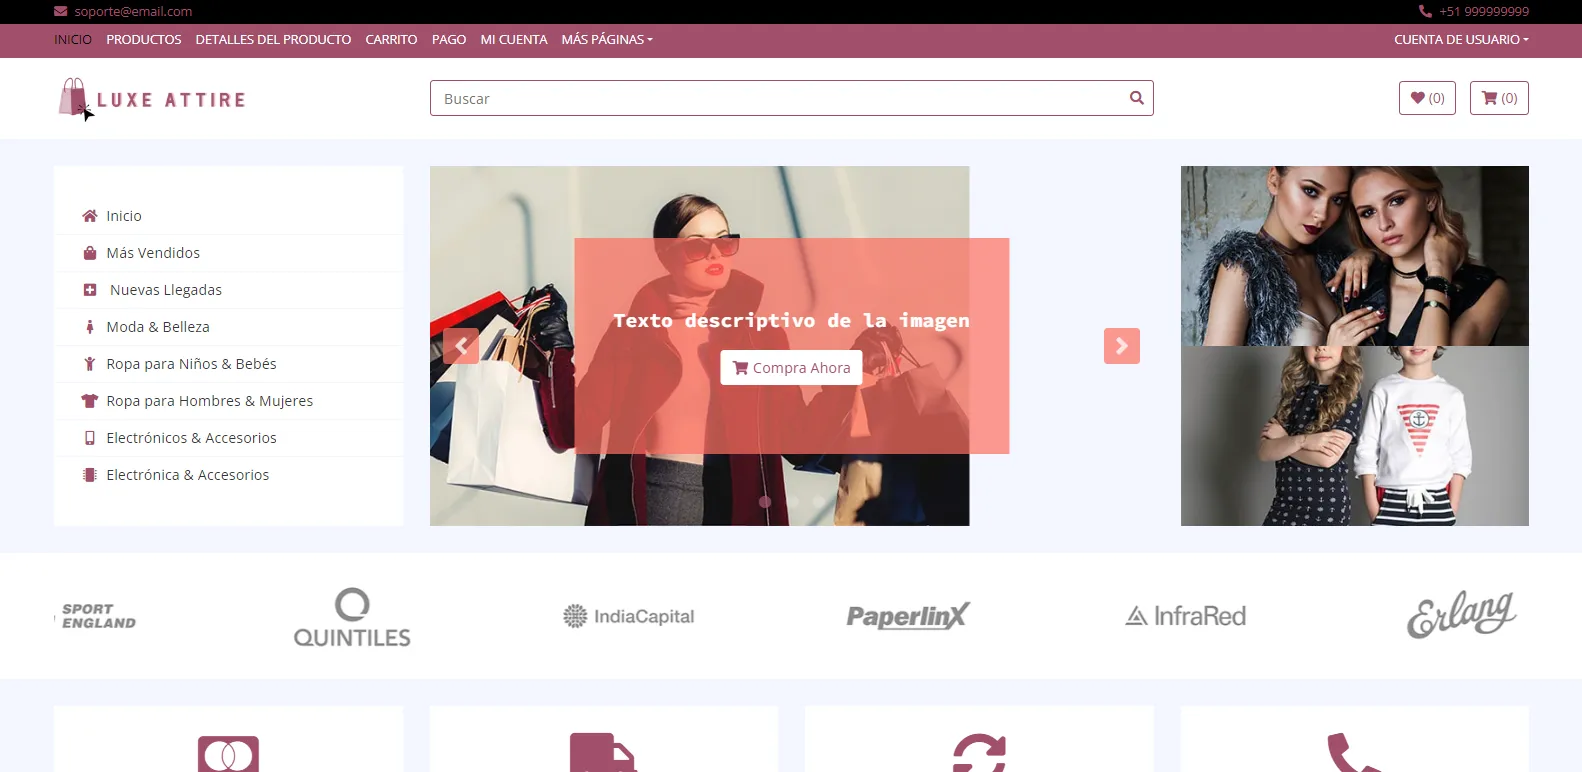 soporte@email.com
+51 999999999
INICIO PRODUCTOS DETALLES DEL PRODUCTO CARRITO PAGO MI CUENTA MÁS PÁGINAS
CUENTA DE USUARIO
LUXE ATTIRE
Buscar
(0)
(0)
Inicio
Más Vendidos
Nuevas Llegadas
Moda & Belleza
Ropa para Niños & Bebés
Ropa para Hombres & Mujeres
Electrónicos & Accesorios
Electrónica & Accesorios
Texto descriptivo de la imagen
Compra Ahora
SPORT
ENGLAND
QUINTILES
IndiaCapital
PaperlinX
InfraRed
Erlang